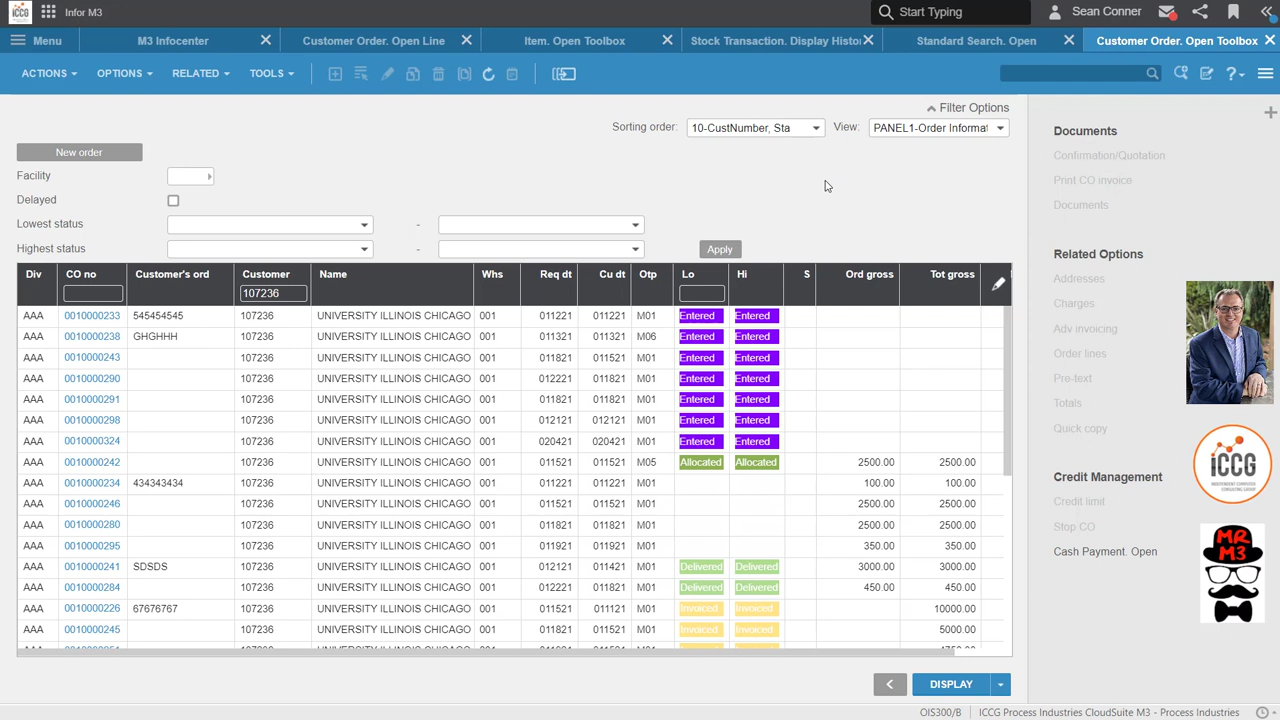 ICCG Infor M3 Start Typing Sean Conner
Menu M3 Infocenter Customer Order. Open Line Item. Open Toolbox Stock Transaction. Display Histo Standard Search. Open Customer Order. Open Toolbox
ACTIONS OPTIONS RELATED TOOLS
Filter Options
Sorting order: 10-CustNumber, Sta View: PANEL1-Order Informat
New order
Facility
Delayed
Lowest status -
Highest status - Apply
Div CO no Customer's ord Customer Name Whs Req dt Cu dt Otp Lo Hi S Ord gross Tot gross
107236
AAA 0010000233 545454545 107236 UNIVERSITY ILLINOIS CHICAGO 001 011221 011221 M01 Entered Entered
AAA 0010000238 GHGHHH 107236 UNIVERSITY ILLINOIS CHICAGO 001 011321 011321 M06 Entered Entered
AAA 0010000243 107236 UNIVERSITY ILLINOIS CHICAGO 001 011821 011521 M01 Entered Entered
AAA 0010000290 107236 UNIVERSITY ILLINOIS CHICAGO 001 012221 011821 M01 Entered Entered
AAA 0010000291 107236 UNIVERSITY ILLINOIS CHICAGO 001 011821 011821 M01 Entered Entered
AAA 0010000298 107236 UNIVERSITY ILLINOIS CHICAGO 001 012121 012121 M01 Entered Entered
AAA 0010000324 107236 UNIVERSITY ILLINOIS CHICAGO 001 020421 020421 M01 Entered Entered
AAA 0010000242 107236 UNIVERSITY ILLINOIS CHICAGO 001 011521 011521 M05 Allocated Allocated 2500.00 2500.00
AAA 0010000234 434343434 107236 UNIVERSITY ILLINOIS CHICAGO 001 011221 011221 M01 100.00 100.00
AAA 0010000246 107236 UNIVERSITY ILLINOIS CHICAGO 001 011521 011521 M01 2500.00 2500.00
AAA 0010000280 107236 UNIVERSITY ILLINOIS CHICAGO 001 011821 011821 M01 2500.00 2500.00
AAA 0010000295 107236 UNIVERSITY ILLINOIS CHICAGO 001 011921 011921 M01 350.00 350.00
AAA 0010000241 SDSDS 107236 UNIVERSITY ILLINOIS CHICAGO 001 012121 011421 M01 Delivered Delivered 3000.00 3000.00
AAA 0010000284 107236 UNIVERSITY ILLINOIS CHICAGO 001 012221 011821 M01 Delivered Delivered 450.00 450.00
AAA 0010000226 67676767 107236 UNIVERSITY ILLINOIS CHICAGO 001 011521 011121 M01 Invoiced Invoiced 10000.00
AAA 0010000245 107236 UNIVERSITY ILLINOIS CHICAGO 001 011821 011521 M01 Invoiced Invoiced 5000.00
DISPLAY
Documents
Confirmation/Quotation
Print CO invoice
Documents
Related Options
Addresses
Charges
Adv invoicing
Order lines
Pre-text
Totals
Quick copy
Credit Management
Credit limit
Stop CO
Cash Payment. Open
iCCG
INDEPENDENT COMPUTER
CONSULTING GROUP
MR
M3
OIS300/B ICCG Process Industries CloudSuite M3 - Process Industries